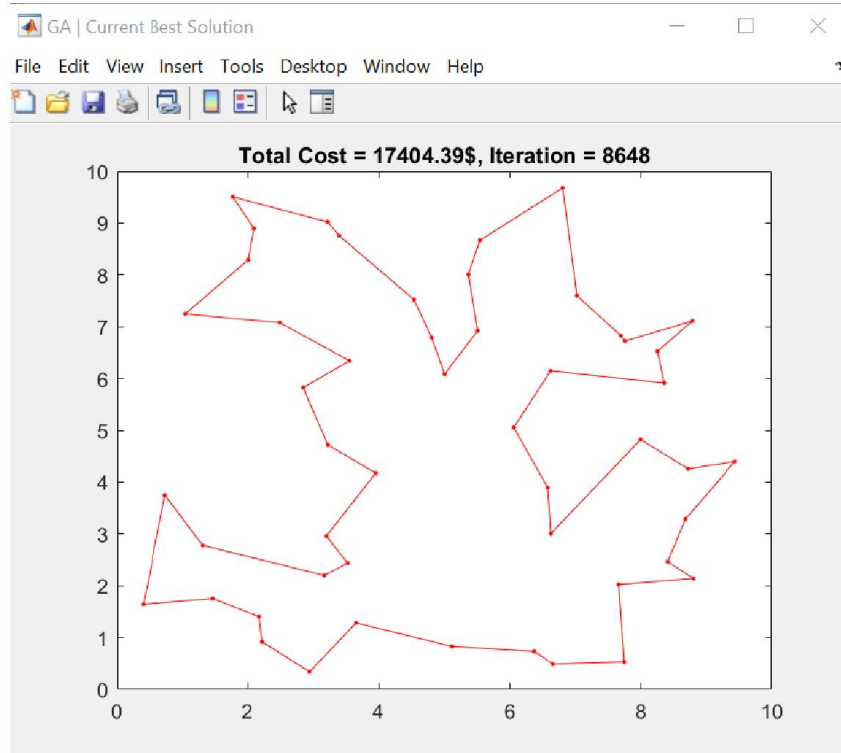 GA | Current Best Solution
File Edit View Insert Tools Desktop Window Help
Total Cost = 17404.39$, Iteration = 8648
10
9
8
7
6
5
4
3
2
1
0
0 2 4 6 8 10